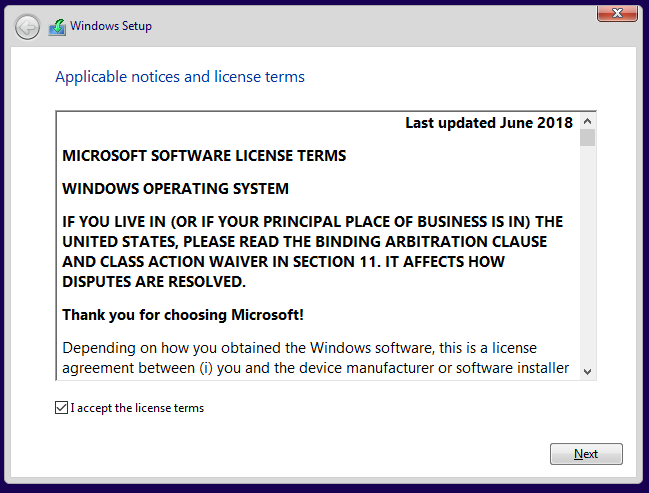 Windows Setup
Applicable notices and license terms
Last updated June 2018
MICROSOFT SOFTWARE LICENSE TERMS
WINDOWS OPERATING SYSTEM
IF YOU LIVE IN (OR IF YOUR PRINCIPAL PLACE OF BUSINESS IS IN) THE
UNITED STATES, PLEASE READ THE BINDING ARBITRATION CLAUSE
AND CLASS ACTION WAIVER IN SECTION 11. IT AFFECTS HOW
DISPUTES ARE RESOLVED.
Thank you for choosing Microsoft!
Depending on how you obtained the Windows software, this is a license
agreement between (i) you and the device manufacturer or software installer
I accept the license terms
Next